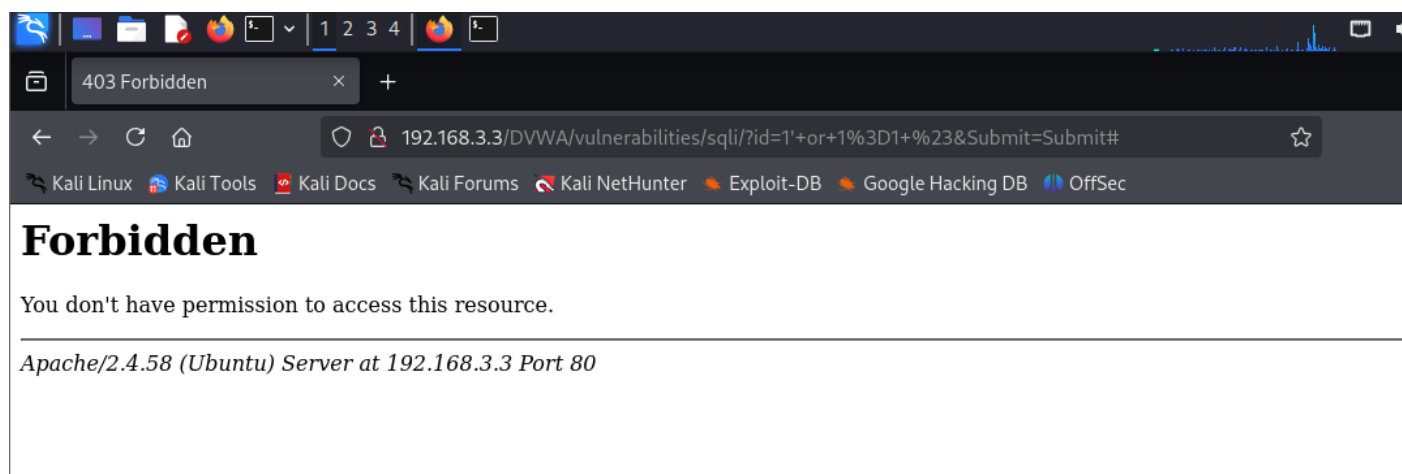 1 2 3 4
403 Forbidden
192.168.3.3/DVWA/vulnerabilities/sqli/?id=1'+or+1%3D1+%23&Submit=Submit#
Kali Linux Kali Tools Kali Docs Kali Forums Kali NetHunter Exploit-DB Google Hacking DB OffSec
Forbidden
You don't have permission to access this resource.
Apache/2.4.58 (Ubuntu) Server at 192.168.3.3 Port 80